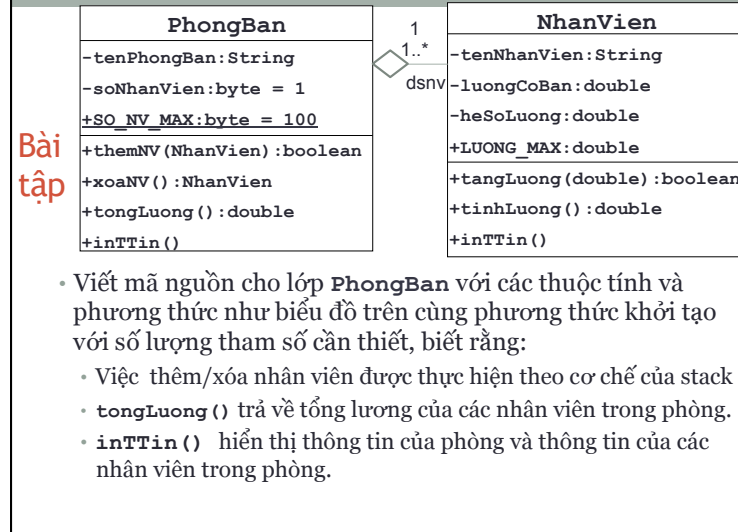 PhongBan
-tenPhongBan:String
-soNhanVien:byte = 1
+SO_NV_MAX:byte = 100
+themNV(NhanVien):boolean
+xoaNV():NhanVien
+tongLuong():double
+inTTin()
1
1..*
dsnv
NhanVien
-tenNhanVien:String
-luongCoBan:double
-heSoLuong:double
+LUONG_MAX:double
+tangLuong(double):boolean
+tinhLuong():double
+inTTin()
Bài
tập
• Viết mã nguồn cho lớp PhongBan với các thuộc tính và
phương thức như biểu đồ trên cùng phương thức khởi tạo
với số lượng tham số cần thiết, biết rằng:
• Việc thêm/xóa nhân viên được thực hiện theo cơ chế của stack
• tongLuong() trả về tổng lương của các nhân viên trong phòng.
• inTTin() hiển thị thông tin của phòng và thông tin của các
nhân viên trong phòng.